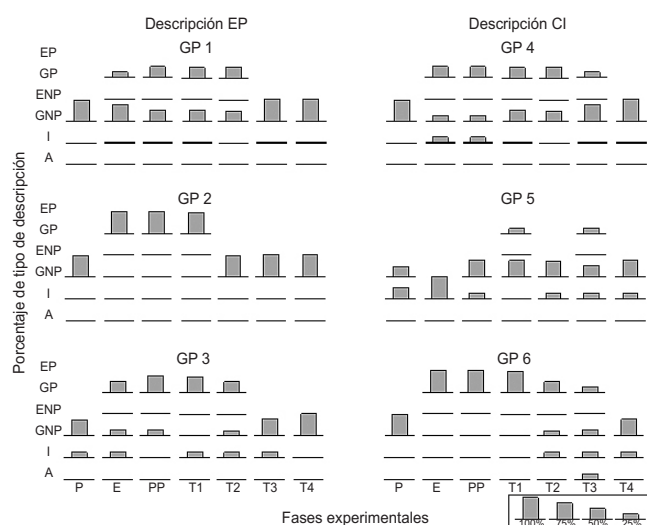 Descripción EP
Descripción CI
GP 1
GP 4
EP
GP
ENP
GNP
I
A
GP 2
GP 5
EP
GP
ENP
GNP
I
A
GP 3
GP 6
EP
GP
ENP
GNP
I
A
P E PP T1 T2 T3 T4
P E PP T1 T2 T3 T4
Porcentaje de tipo de descripción
Fases experimentales
100% 75% 50% 25%